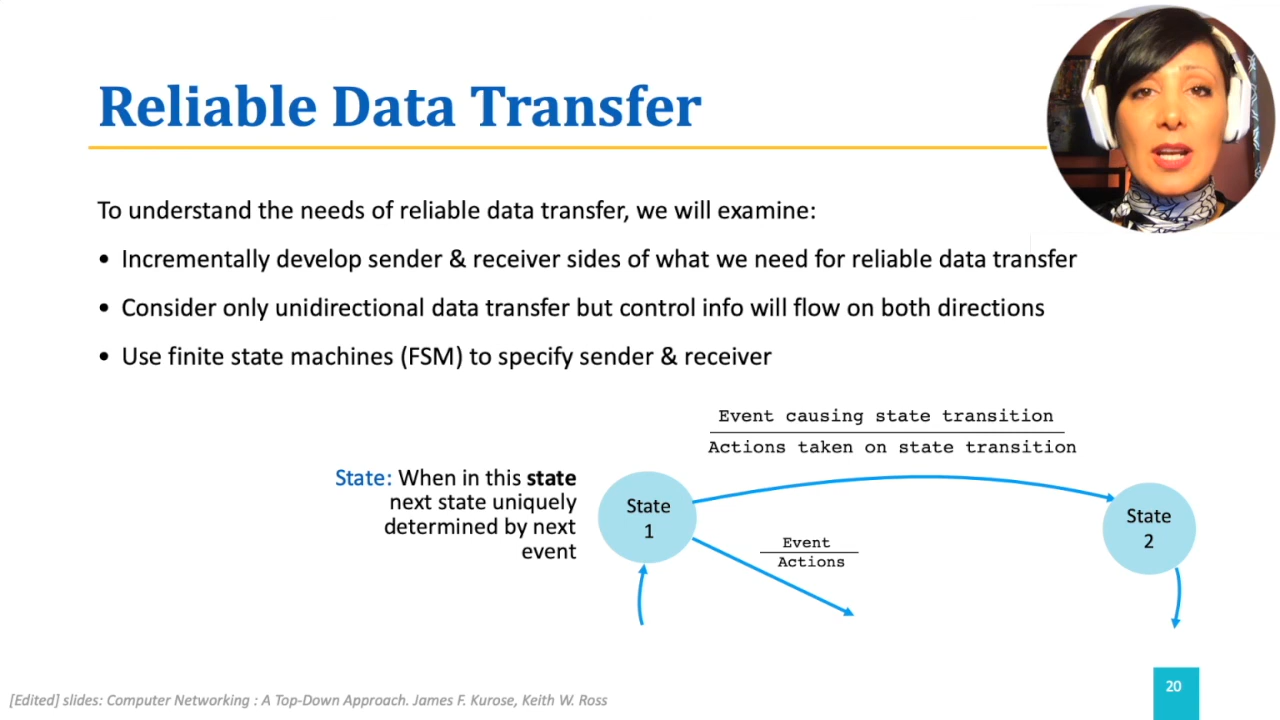 Reliable Data Transfer
To understand the needs of reliable data transfer, we will examine:
• Incrementally develop sender & receiver sides of what we need for reliable data transfer
• Consider only unidirectional data transfer but control info will flow on both directions
• Use finite state machines (FSM) to specify sender & receiver
Event causing state transition
Actions taken on state transition
State: When in this state
next state uniquely
determined by next
event
State
1
Event
Actions
State
2
[Edited] slides: Computer Networking : A Top-Down Approach. James F. Kurose, Keith W. Ross
20